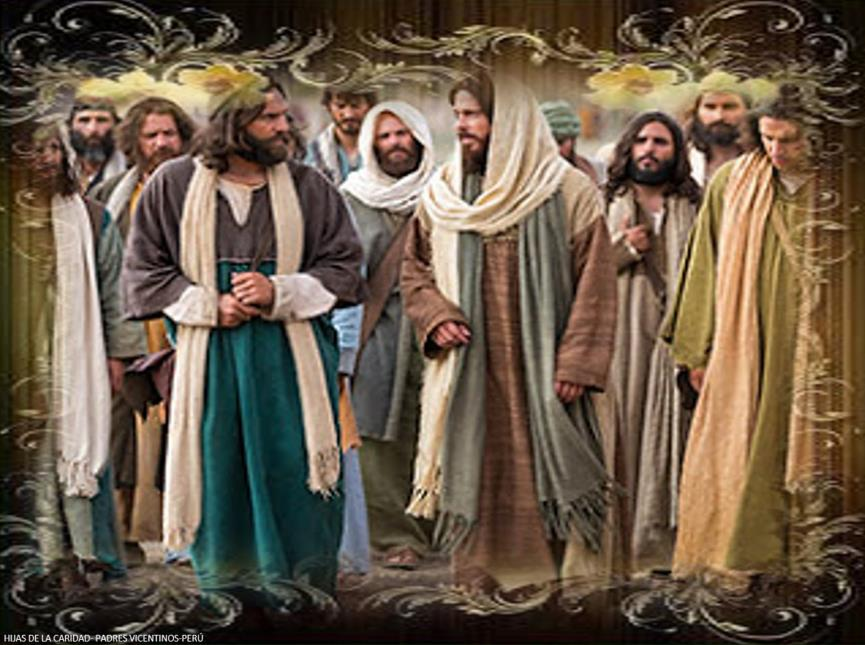 HIJAS DE LA CARIDAD- PADRES VICENTINOS-PERÚ